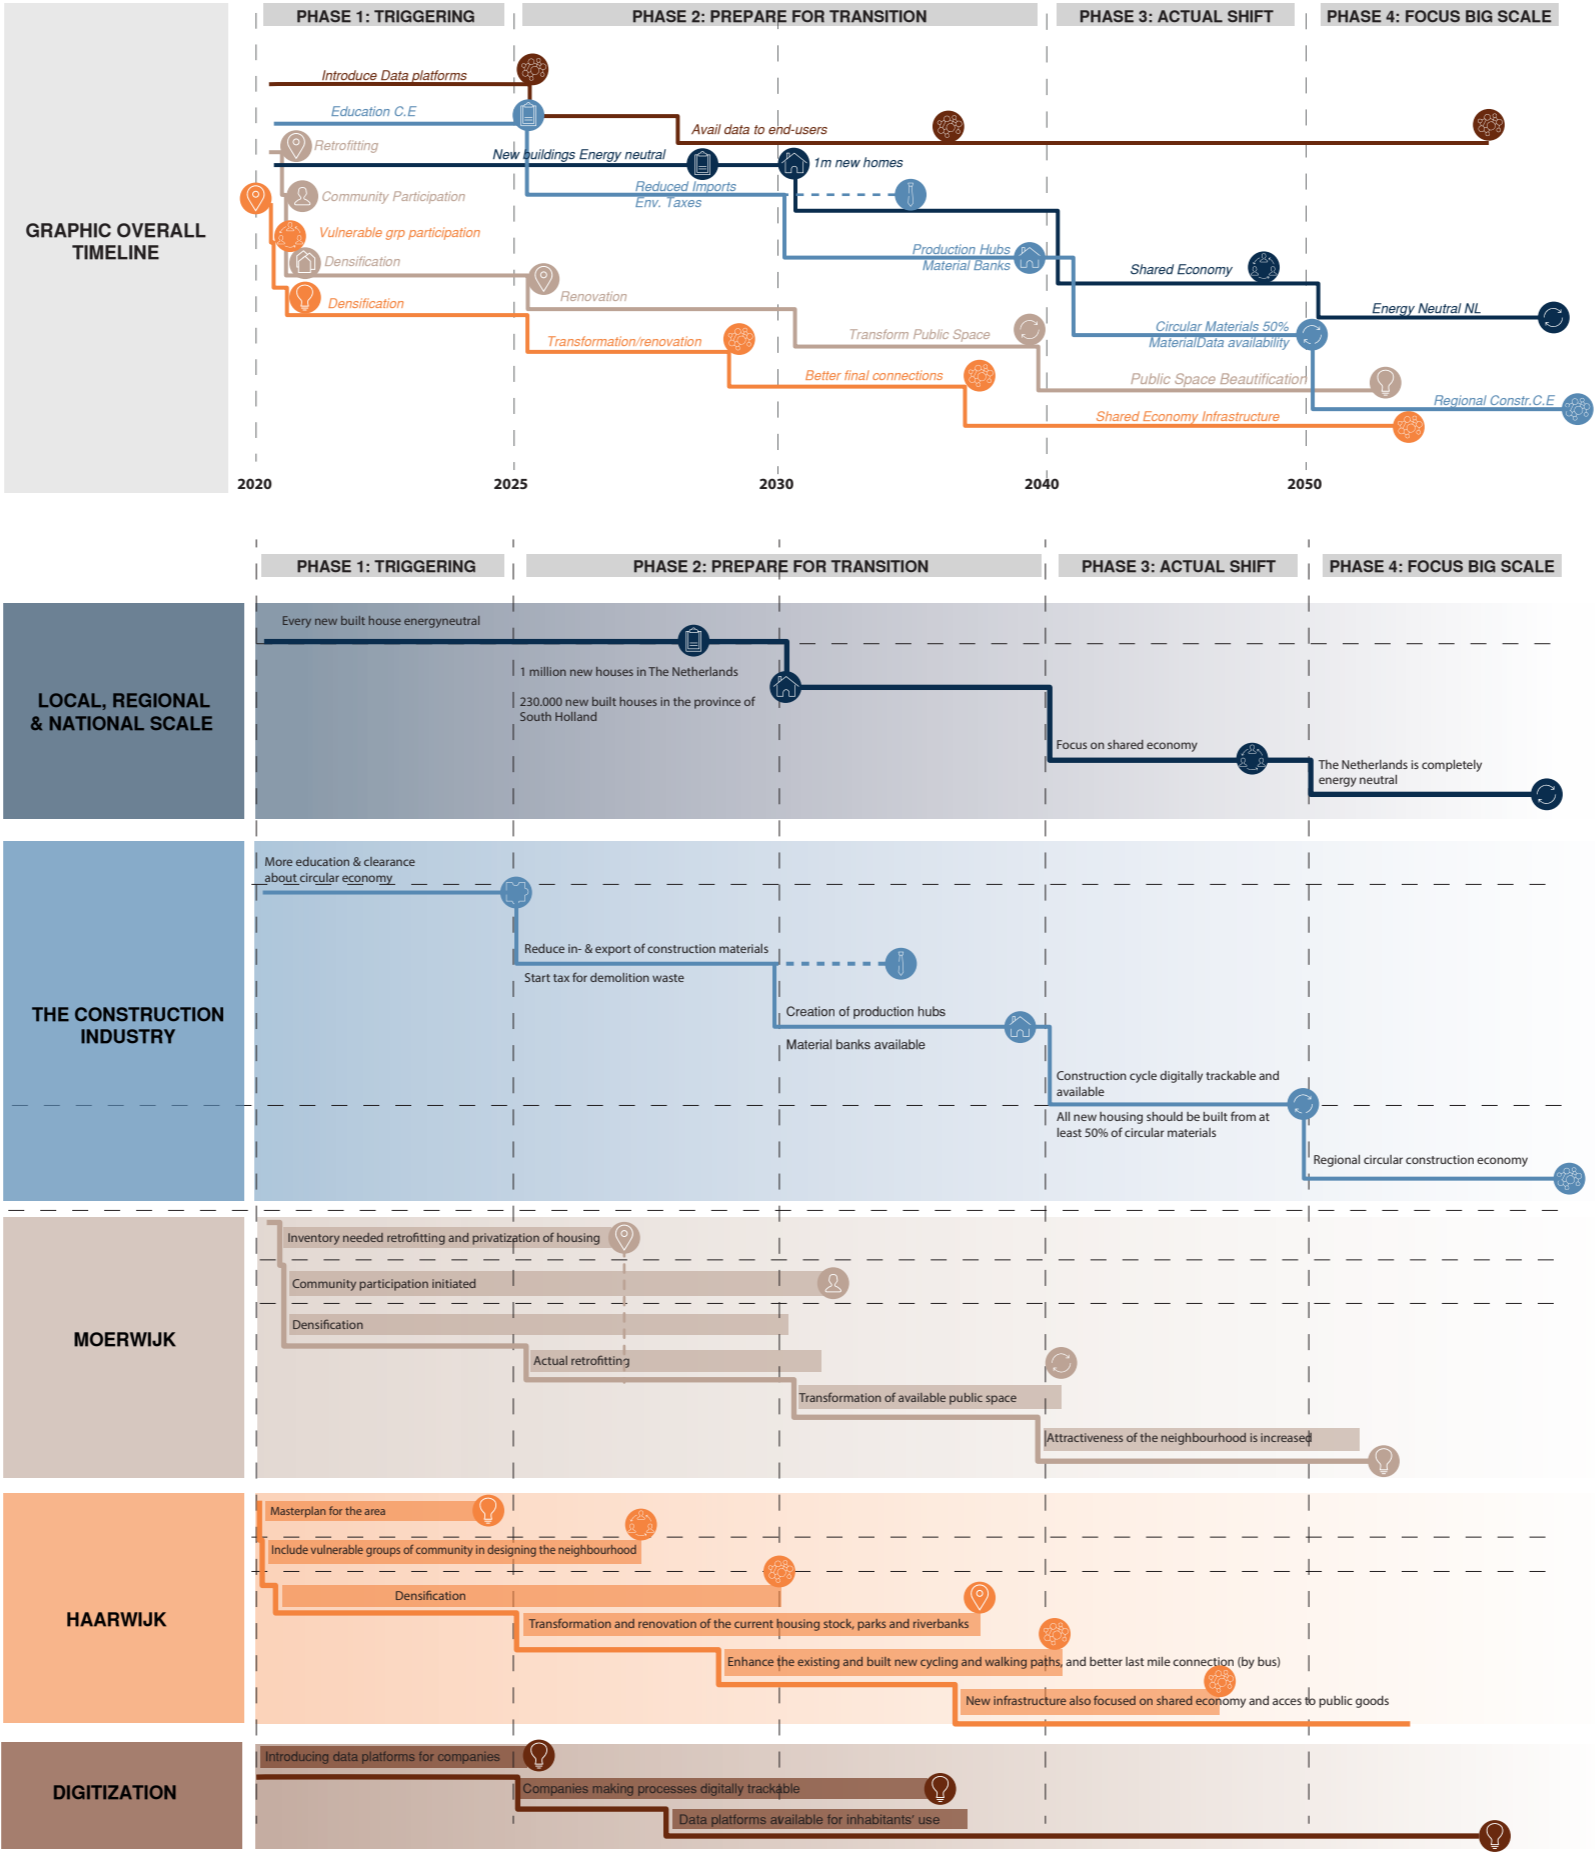 PHASE 1: TRIGGERING
PHASE 2: PREPARE FOR TRANSITION
PHASE 3: ACTUAL SHIFT
PHASE 4: FOCUS BIG SCALE
GRAPHIC OVERALL
TIMELINE
Introduce Data platforms
Education C.E
Avail data to end-users
Retrofitting
New buildings Energy neutral
1m new homes
Reduced Imports
Env. Taxes
Community Participation
Vulnerable grp participation
Production Hubs
Material Banks
Densification
Shared Economy
Renovation
Densification
Energy Neutral NL
Transform Public Space
Circular Materials 50%
MaterialData availability
Transformation/renovation
Better final connections
Public Space Beautification
Regional Constr.C.E
Shared Economy Infrastructure
2020
2025
2030
2040
2050
PHASE 1: TRIGGERING
PHASE 2: PREPARE FOR TRANSITION
PHASE 3: ACTUAL SHIFT
PHASE 4: FOCUS BIG SCALE
LOCAL, REGIONAL
& NATIONAL SCALE
Every new built house energyneutral
1 million new houses in The Netherlands
230.000 new built houses in the province of
South Holland
Focus on shared economy
The Netherlands is completely
energy neutral
THE CONSTRUCTION
INDUSTRY
More education & clearance
about circular economy
Reduce in- & export of construction materials
Start tax for demolition waste
Creation of production hubs
Material banks available
Construction cycle digitally trackable and
available
All new housing should be built from at
least 50% of circular materials
Regional circular construction economy
MOERWIJK
Inventory needed retrofitting and privatization of housing
Community participation initiated
Densification
Actual retrofitting
Transformation of available public space
Attractiveness of the neighbourhood is increased
HAARWIJK
Masterplan for the area
Include vulnerable groups of community in designing the neighbourhood
Densification
Transformation and renovation of the current housing stock, parks and riverbanks
Enhance the existing and built new cycling and walking paths, and better last mile connection (by bus)
New infrastructure also focused on shared economy and acces to public goods
DIGITIZATION
Introducing data platforms for companies
Companies making processes digitally trackable
Data platforms available for inhabitants' use